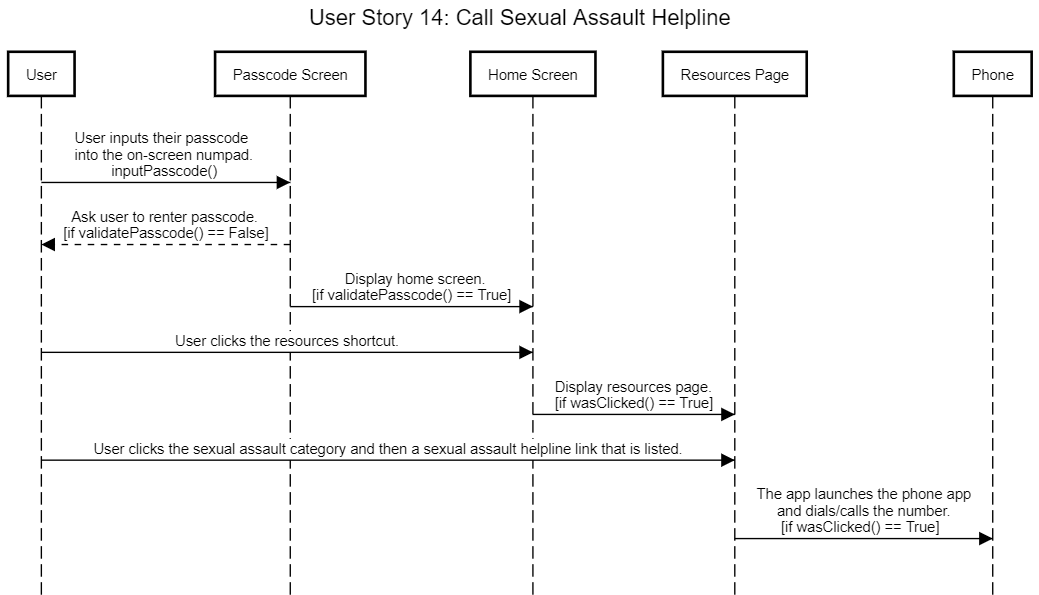 User Story 14: Call Sexual Assault Helpline
User
Passcode Screen
Home Screen
Resources Page
Phone
User inputs their passcode
into the on-screen numpad.
inputPasscode()
Ask user to renter passcode.
[if validatePasscode() == False]
Display home screen.
[if validatePasscode() == True]
User clicks the resources shortcut.
Display resources page.
[if wasClicked() == True]
User clicks the sexual assault category and then a sexual assault helpline link that is listed.
The app launches the phone app
and dials/calls the number.
[if wasClicked() == True]